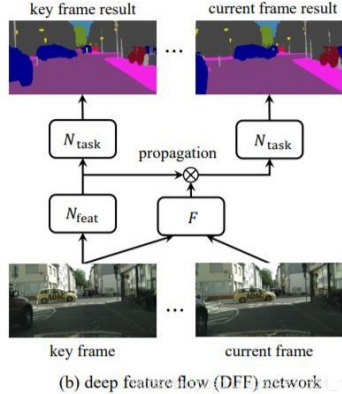 key frame result
current frame result
...
N_task
N_task
propagation
N_feat
F
ADAC
...
key frame
current frame
(b) deep feature flow (DFF) network